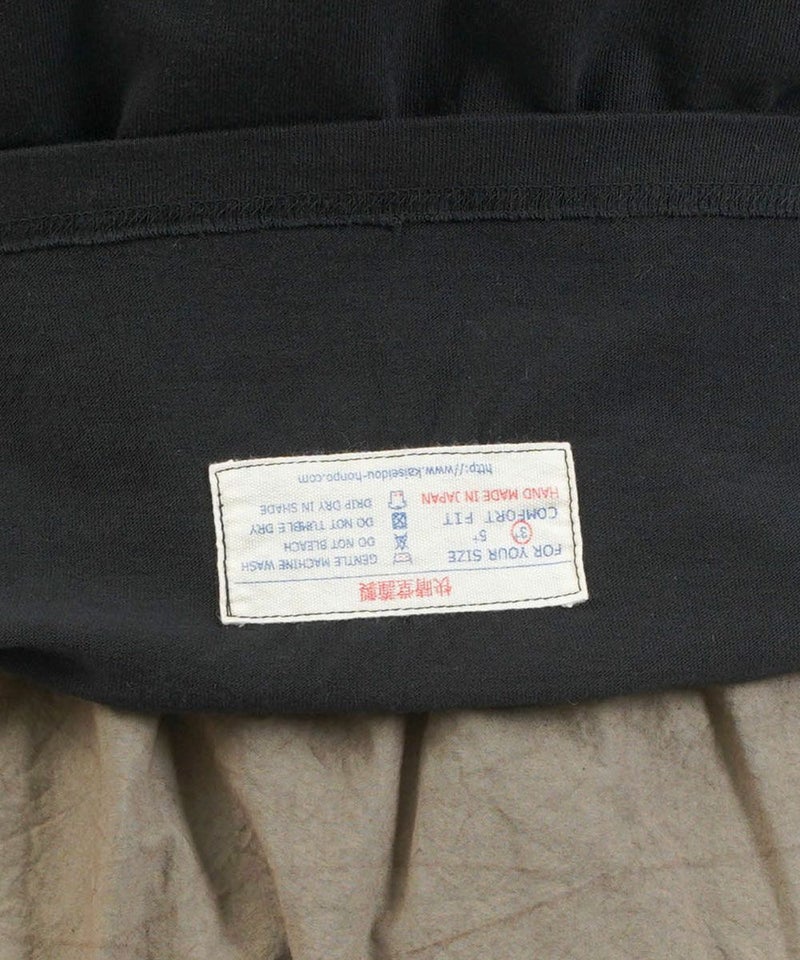 快晴堂謹製
FOR YOUR SIZE
3' 5'
COMFORT FIT
HAND MADE IN JAPAN
GENTLE MACHINE WASH
DO NOT BLEACH
DO NOT TUMBLE DRY
DRIP DRY IN SHADE
http://www.kaiseidou-honpo.com